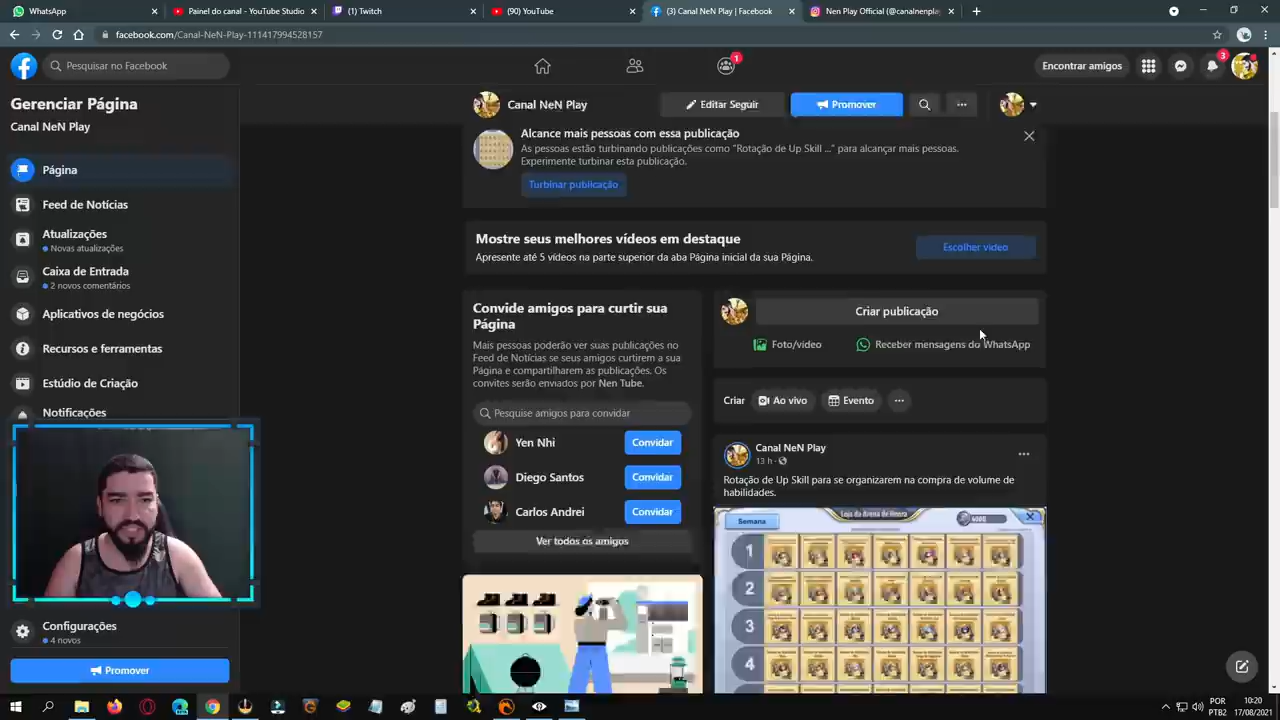 WhatsApp
Painel do canal - YouTube Studio
(1) Twitch
(90) YouTube
(3) Canal NeN Play | Facebook
Nen Play Official (@canalnenplay
facebook.com/Canal-NeN-Play-111417994528157
Pesquisar no Facebook
1
Encontrar amigos
3
Gerenciar Página
Canal NeN Play
Página
Feed de Notícias
Atualizações
Novas atualizações
Caixa de Entrada
2 novos comentários
Aplicativos de negócios
Recursos e ferramentas
Estúdio de Criação
Notificações
Configurações
4 novos
Promover
Canal NeN Play
Editar Seguir
Promover
Alcance mais pessoas com essa publicação
As pessoas estão turbinando publicações como "Rotação de Up Skill ..." para alcançar mais pessoas.
Experimente turbinar esta publicação.
Turbinar publicação
Mostre seus melhores vídeos em destaque
Apresente até 5 vídeos na parte superior da aba Página inicial da sua Página.
Escolher vídeo
Convide amigos para curtir sua
Página
Mais pessoas poderão ver suas publicações no
Feed de Notícias se seus amigos curtirem a sua
Página e compartilharem as publicações. Os
convites serão enviados por Nen Tube.
Pesquise amigos para convidar
Yen Nhi
Convidar
Diego Santos
Convidar
Carlos Andrei
Convidar
Ver todos os amigos
Criar publicação
Foto/vídeo
Receber mensagens do WhatsApp
Criar
Ao vivo
Evento
Canal NeN Play
13 h
Rotação de Up Skill para se organizarem na compra de volume de
habilidades.
Semana
Loja da Arena de Honra
1
2
3
4
POR
PTB2
10:20
17/08/2021